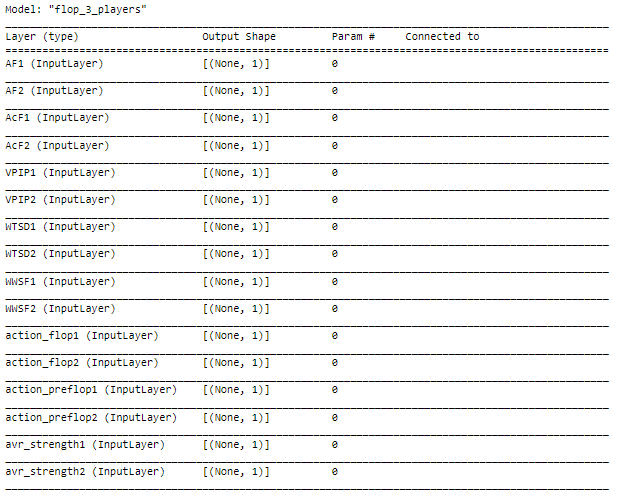 Model: "flop_3_players"
__________________________________________________________________________________________________
Layer (type)                    Output Shape         Param #     Connected to
==================================================================================================
AF1 (InputLayer)                [(None, 1)]          0
__________________________________________________________________________________________________
AF2 (InputLayer)                [(None, 1)]          0
__________________________________________________________________________________________________
AcF1 (InputLayer)               [(None, 1)]          0
__________________________________________________________________________________________________
AcF2 (InputLayer)               [(None, 1)]          0
__________________________________________________________________________________________________
VPIP1 (InputLayer)              [(None, 1)]          0
__________________________________________________________________________________________________
VPIP2 (InputLayer)              [(None, 1)]          0
__________________________________________________________________________________________________
WTSD1 (InputLayer)              [(None, 1)]          0
__________________________________________________________________________________________________
WTSD2 (InputLayer)              [(None, 1)]          0
__________________________________________________________________________________________________
WWSF1 (InputLayer)              [(None, 1)]          0
__________________________________________________________________________________________________
WWSF2 (InputLayer)              [(None, 1)]          0
__________________________________________________________________________________________________
action_flop1 (InputLayer)       [(None, 1)]          0
__________________________________________________________________________________________________
action_flop2 (InputLayer)       [(None, 1)]          0
__________________________________________________________________________________________________
action_preflop1 (InputLayer)    [(None, 1)]          0
__________________________________________________________________________________________________
action_preflop2 (InputLayer)    [(None, 1)]          0
__________________________________________________________________________________________________
avr_strength1 (InputLayer)      [(None, 1)]          0
__________________________________________________________________________________________________
avr_strength2 (InputLayer)      [(None, 1)]          0
__________________________________________________________________________________________________